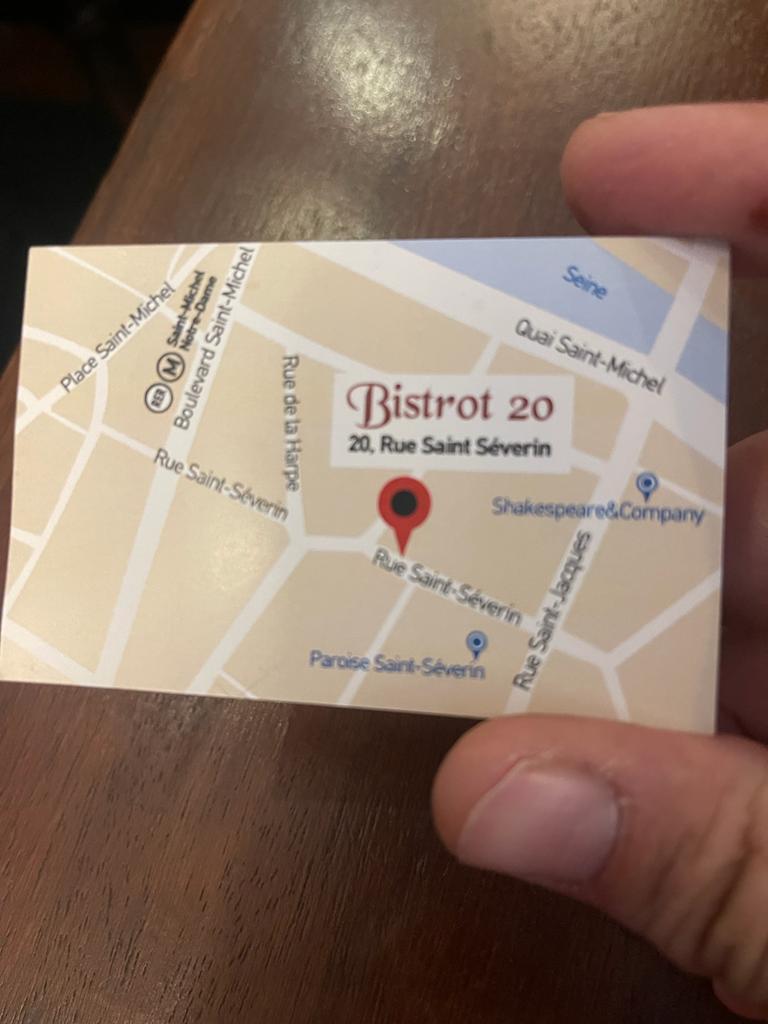 Seine
Quai Saint-Michel
Place Saint-Michel
RER M Saint-Michel
Notre-Dame
Boulevard Saint-Michel
Rue de la Harpe
Bistrot 20
20, Rue Saint Séverin
Rue Saint-Séverin
Shakespeare&Company
Rue Saint-Séverin
Rue Saint-Jacques
Paroise Saint-Séverin